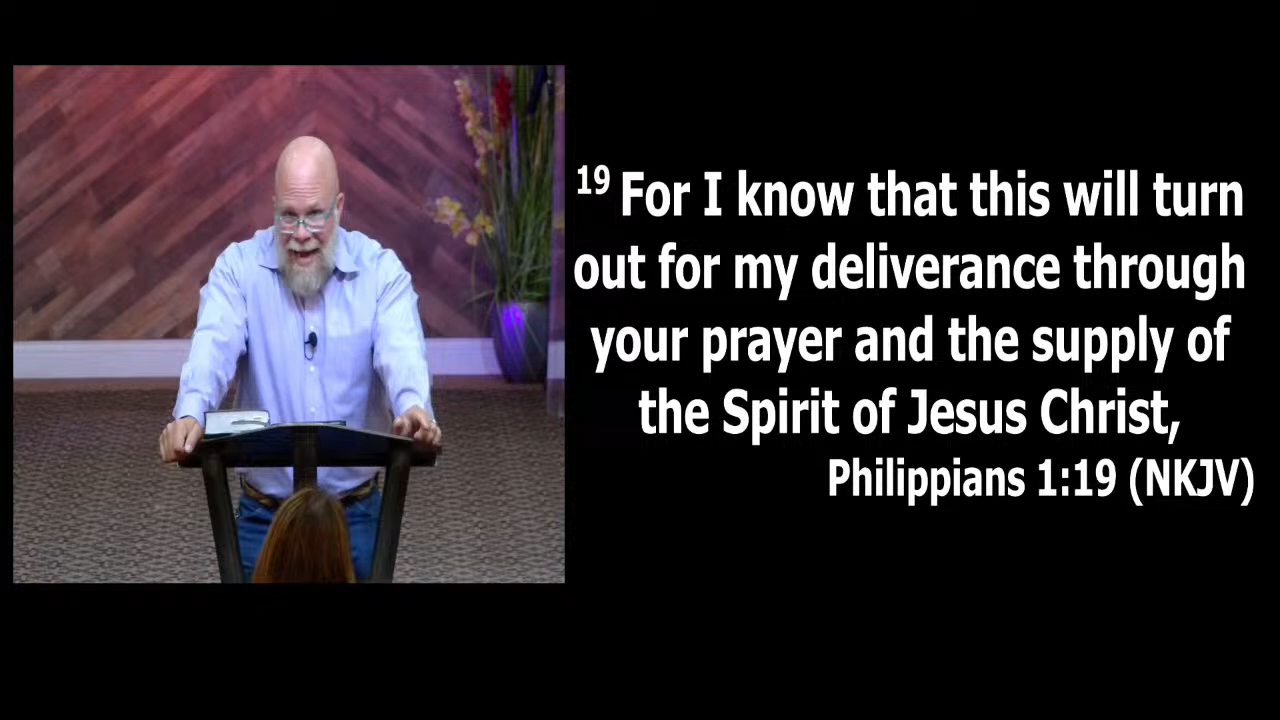 19 For I know that this will turn
out for my deliverance through
your prayer and the supply of
the Spirit of Jesus Christ,
Philippians 1:19 (NKJV)